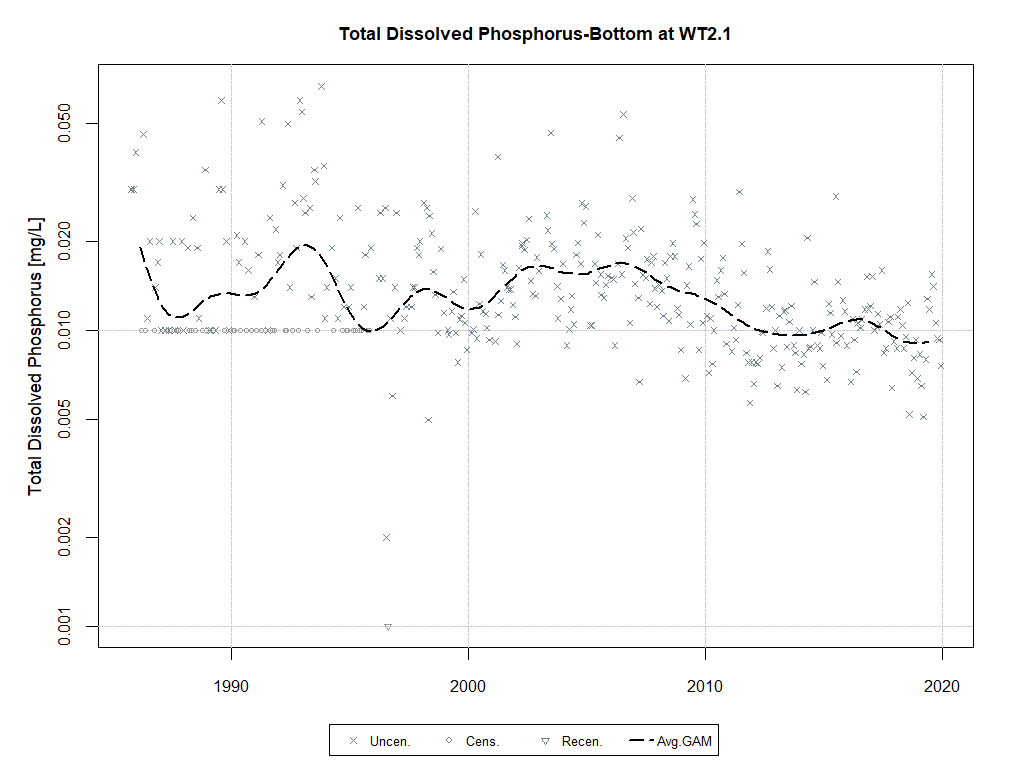 Total Dissolved Phosphorus-Bottom at WT2.1
Total Dissolved Phosphorus [mg/L]
0.050
0.020
0.010
0.005
0.002
0.001
1990 2000 2010 2020
Uncen. Cens. Recen. Avg.GAM